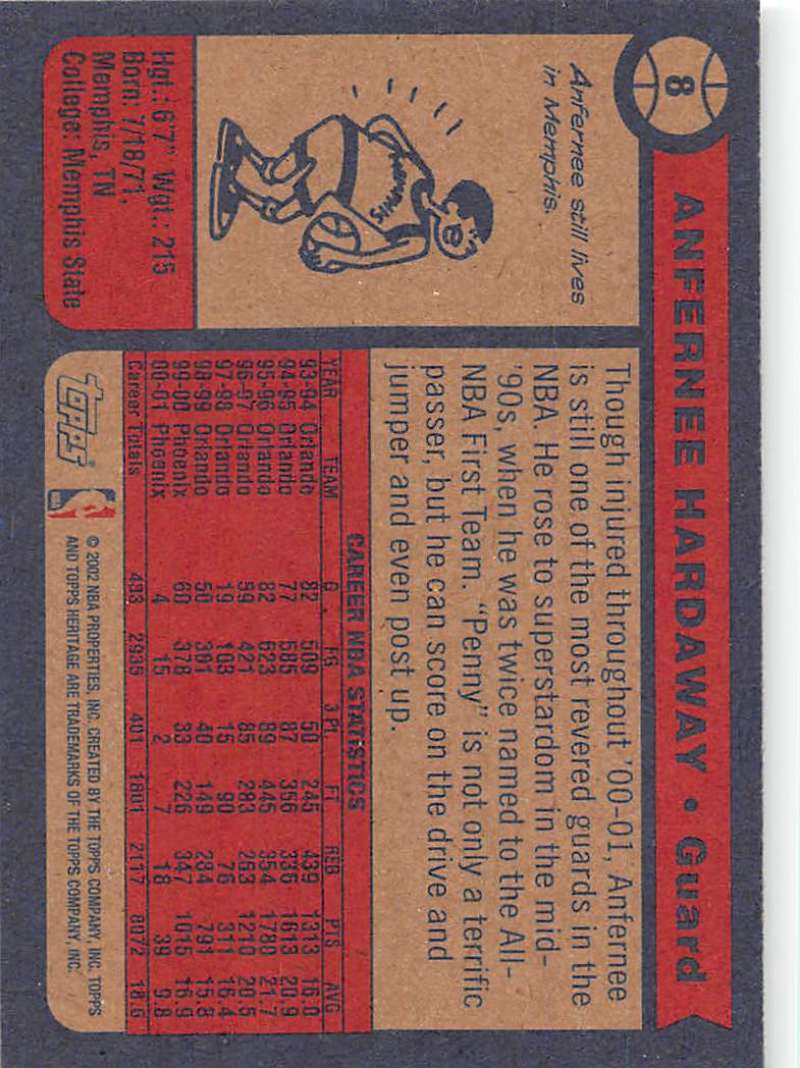 8
ANFERNEE HARDAWAY • Guard
Anfernee still lives
in Memphis.
MEMPHIS
Hgt.: 6'7" Wgt.: 215
Born: 7/18/71,
Memphis, TN
College: Memphis State
Though injured throughout '00-01, Anfernee
is still one of the most revered guards in the
NBA. He rose to superstardom in the mid-
'90s, when he was twice named to the All-
NBA First Team. "Penny" is not only a terrific
passer, but he can score on the drive and
jumper and even post up.
CAREER NBA STATISTICS
YEAR TEAM G FG 3 Pt. FT REB PTS AVG
93-94 Orlando 82 509 50 245 439 1313 16.0
94-95 Orlando 77 585 87 356 336 1613 20.9
95-96 Orlando 82 623 89 445 354 1780 21.7
96-97 Orlando 59 421 85 283 263 1210 20.5
97-98 Orlando 19 103 15 90 76 311 16.4
98-99 Orlando 50 301 40 149 284 791 15.8
99-00 Phoenix 60 378 33 226 347 1015 16.9
00-01 Phoenix 4 15 2 7 18 39 9.8
Career Totals 433 2935 401 1801 2117 8072 18.6
topps®
© 2002 NBA PROPERTIES, INC. CREATED BY THE TOPPS COMPANY, INC. TOPPS
AND TOPPS HERITAGE ARE TRADEMARKS OF THE TOPPS COMPANY, INC.